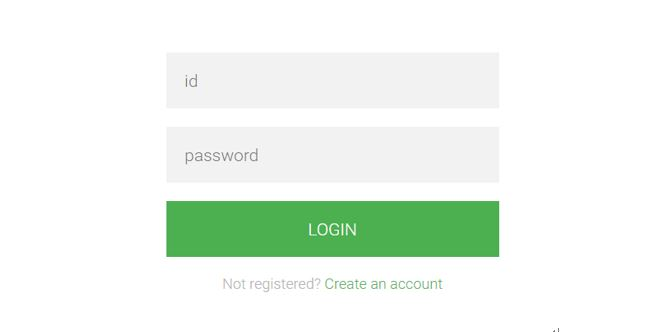 id
password
LOGIN
Not registered? Create an account